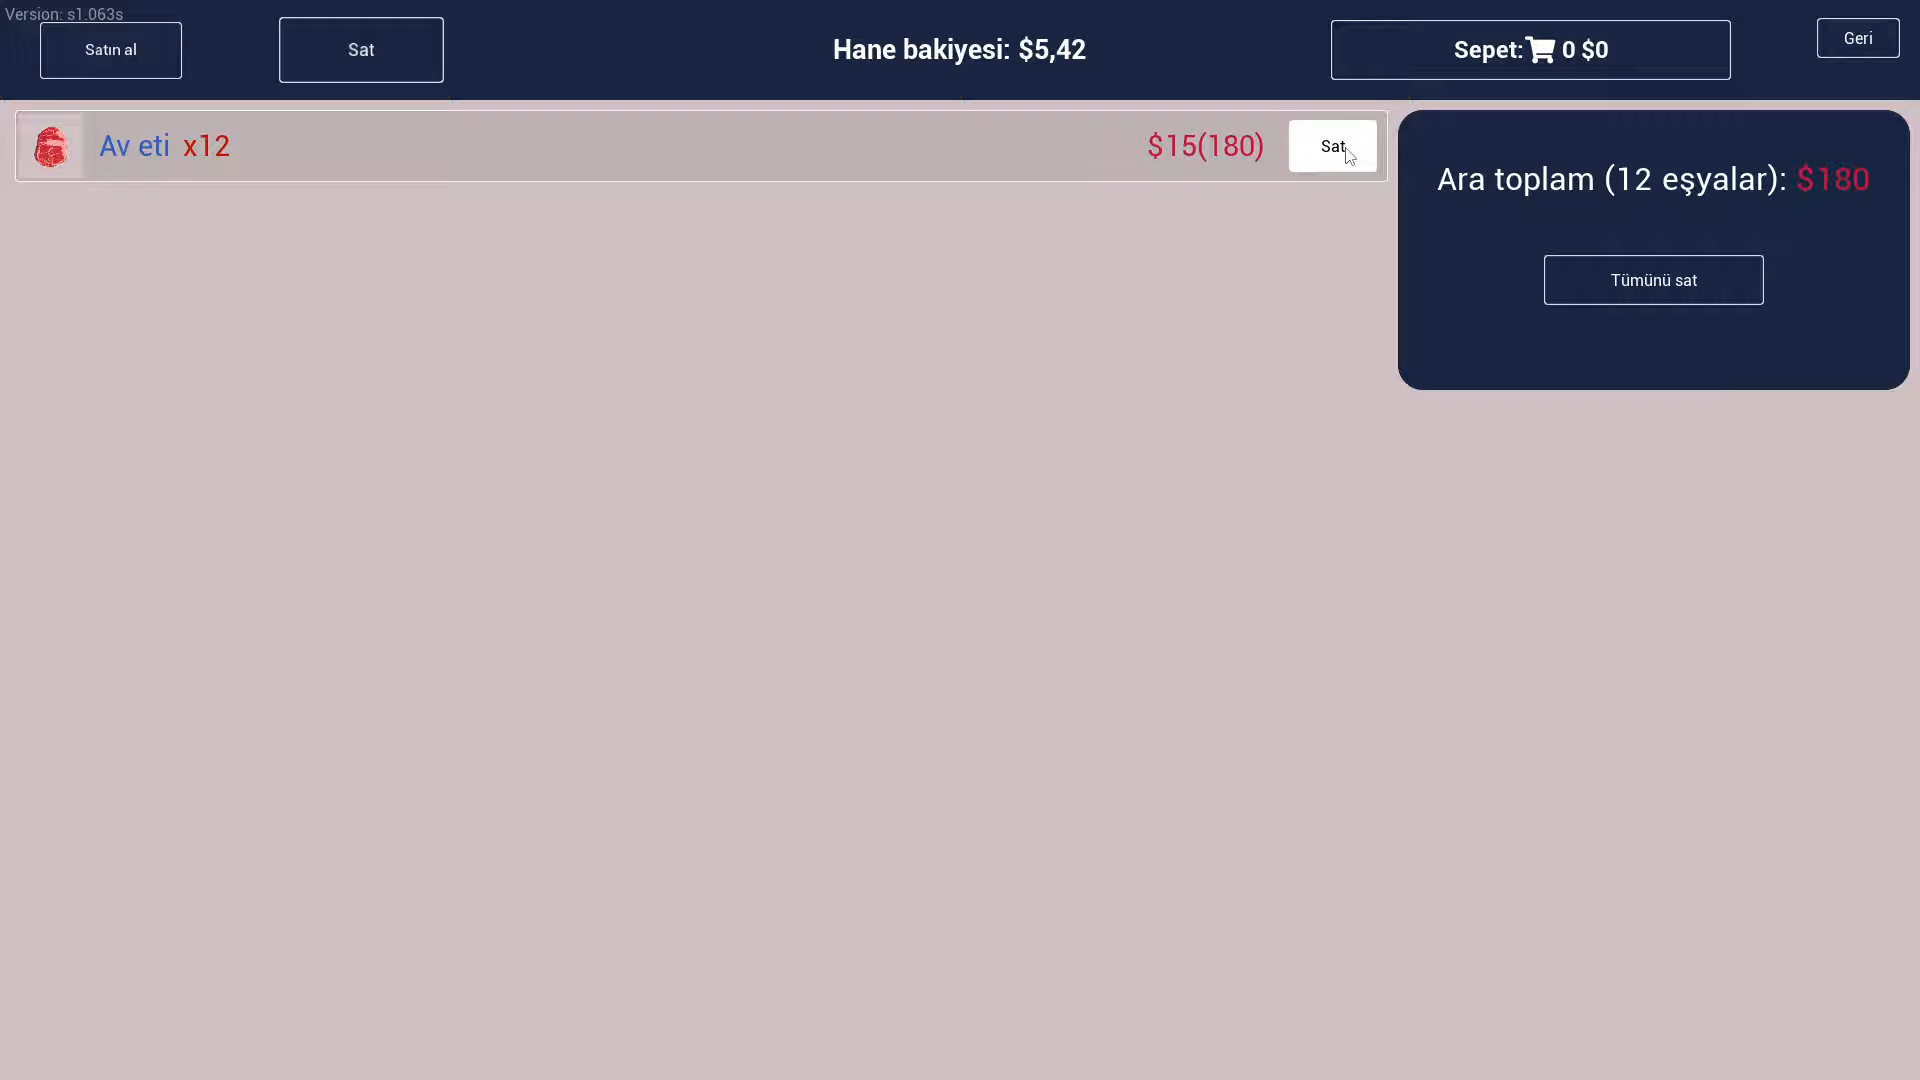 Version: s1.063s
Satın al
Sat
Hane bakiyesi: $5,42
Sepet: 0 $0
Geri
Av eti x12
$15(180)
Sat
Ara toplam (12 eşyalar): $180
Tümünü sat